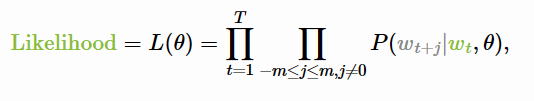 Likelihood = L(θ) = ∏_{t=1}^{T} ∏_{-m≤j≤m,j≠0} P(w_{t+j}|w_t, θ),